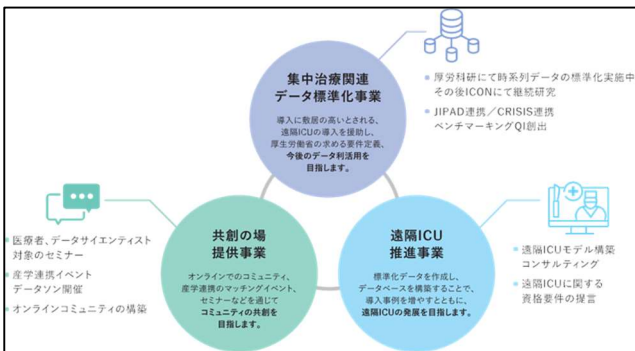 集中治療関連
データ標準化事業
導入に敷居の高いとされる、
遠隔ICUの導入を援助し、
厚生労働省の求める要件定義、
今後のデータ利活用を
目指します。
厚労科研にて時系列データの標準化実施中
その後ICONにて継続研究
JIPAD連携／CRISIS連携
ベンチマーキングQI創出
共創の場
提供事業
オンラインでのコミュニティ、
産学連携のマッチングイベント、
セミナーなどを通じて
コミュニティの共創を
目指します。
医療者、データサイエンティスト
対象のセミナー
産学連携イベント
データソン開催
オンラインコミュニティの構築
遠隔ICU
推進事業
標準化データを作成し、
データベースを構築することで、
導入事例を増やすとともに、
遠隔ICUの発展を目指します。
遠隔ICUモデル構築
コンサルティング
遠隔ICUに関する
資格要件の提言